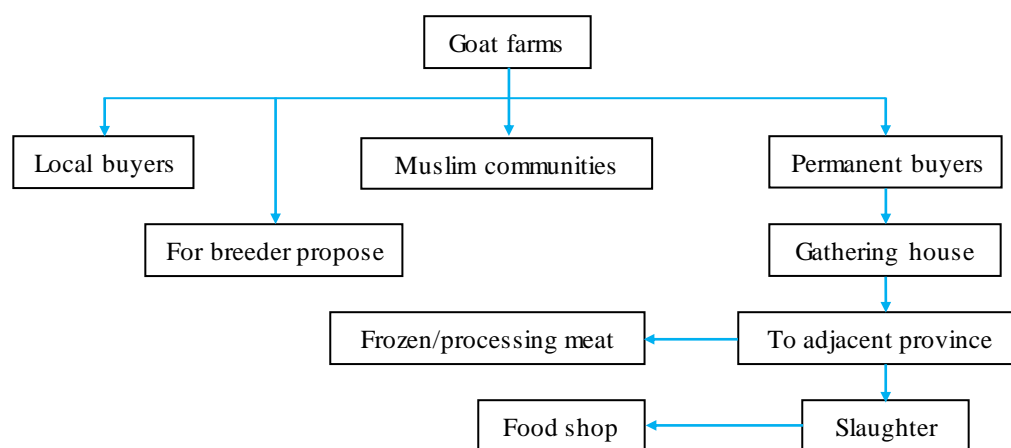 Goat farms
Local buyers
Muslim communities
Permanent buyers
For breeder propose
Gathering house
Frozen/processing meat
To adjacent province
Food shop
Slaughter